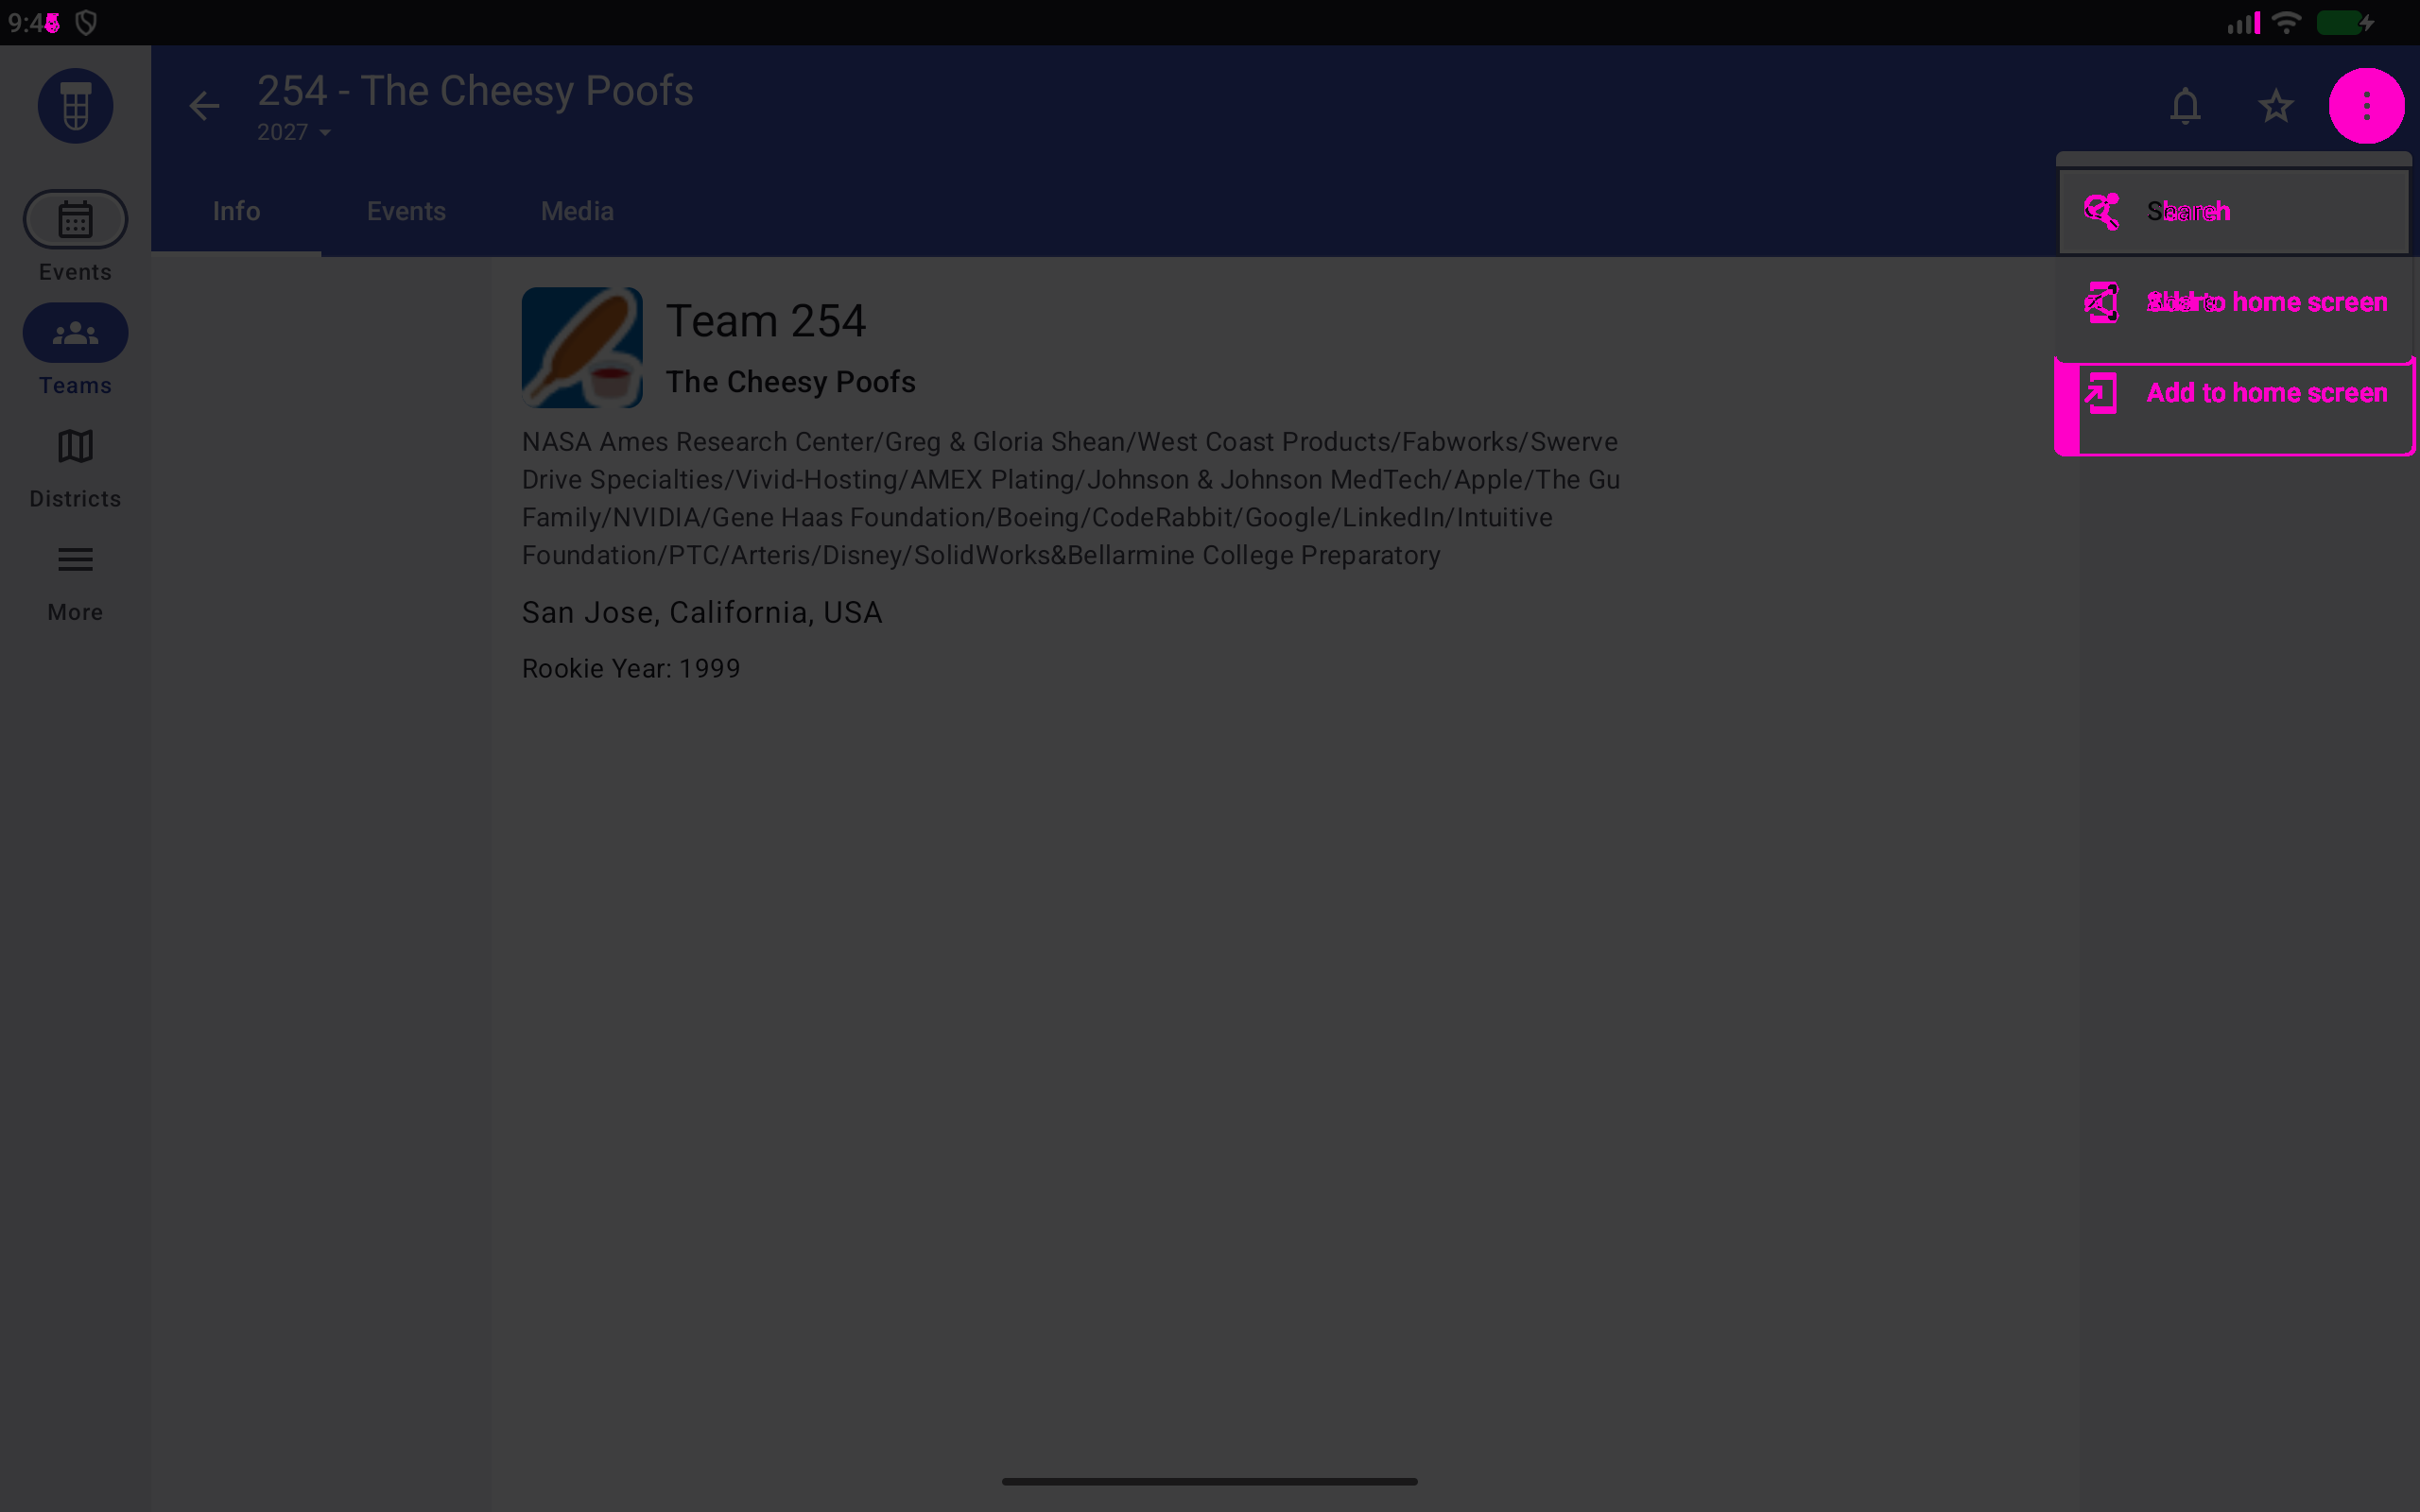 254 - The Cheesy Poofs
2027
Info
Events
Media
Events
Teams
Districts
More
Team 254
The Cheesy Poofs
NASA Ames Research Center/Greg & Gloria Shean/West Coast Products/Fabworks/Swerve
Drive Specialties/Vivid-Hosting/AMEX Plating/Johnson & Johnson MedTech/Apple/The Gu
Family/NVIDIA/Gene Haas Foundation/Boeing/CodeRabbit/Google/LinkedIn/Intuitive
Foundation/PTC/Arteris/Disney/SolidWorks&Bellarmine College Preparatory
San Jose, California, USA
Rookie Year: 1999
to home screen
Add to home screen